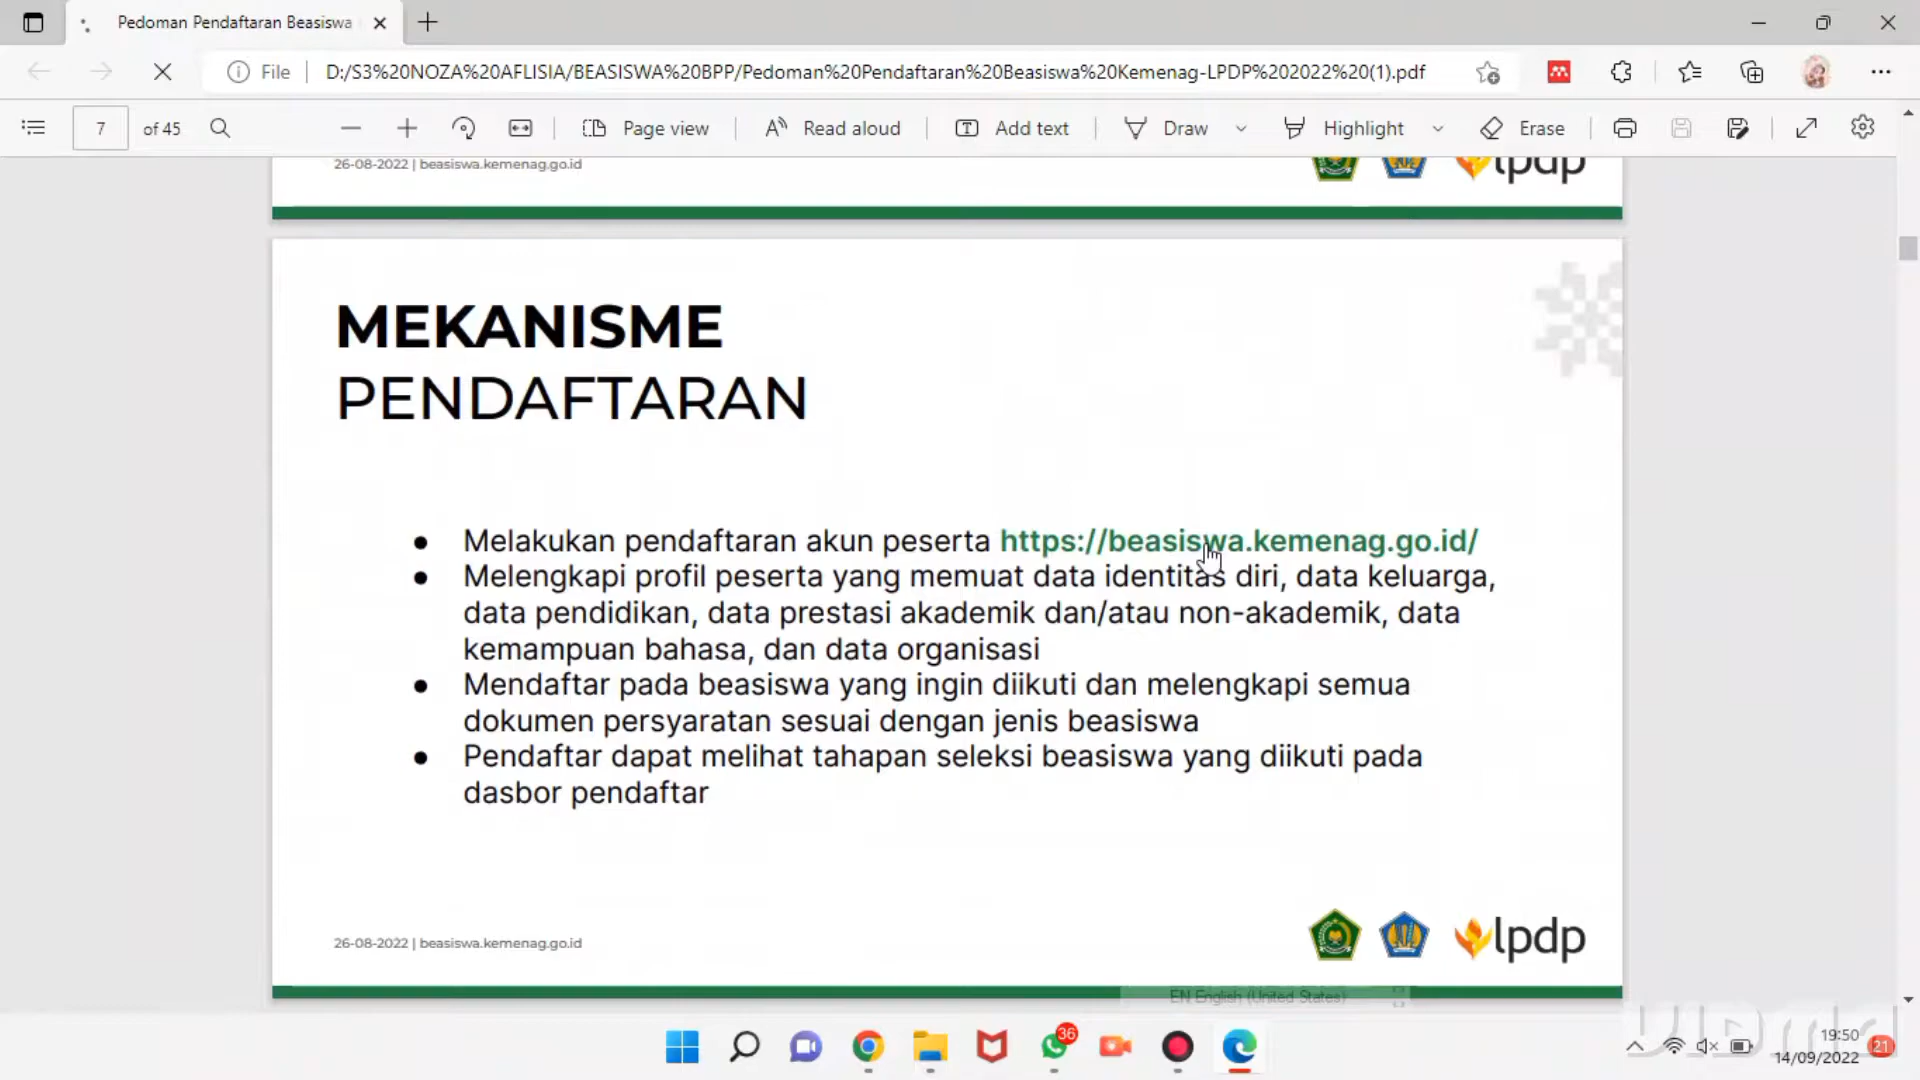 Pedoman Pendaftaran Beasiswa
File
D:/S3%20NOZA%20AFLISIA/BEASISWA%20BPP/Pedoman%20Pendaftaran%20Beasiswa%20Kemenag-LPDP%202022%20(1).pdf
7 of 45 Page view Read aloud Add text Draw Highlight Erase
26-08-2022 | beasiswa.kemenag.go.id lpdp
MEKANISME
PENDAFTARAN
● Melakukan pendaftaran akun peserta https://beasiswa.kemenag.go.id/
● Melengkapi profil peserta yang memuat data identitas diri, data keluarga,
data pendidikan, data prestasi akademik dan/atau non-akademik, data
kemampuan bahasa, dan data organisasi
● Mendaftar pada beasiswa yang ingin diikuti dan melengkapi semua
dokumen persyaratan sesuai dengan jenis beasiswa
● Pendaftar dapat melihat tahapan seleksi beasiswa yang diikuti pada
dasbor pendaftar
26-08-2022 | beasiswa.kemenag.go.id lpdp
EN English (United States)
36
VIDMA
19:50
14/09/2022
21